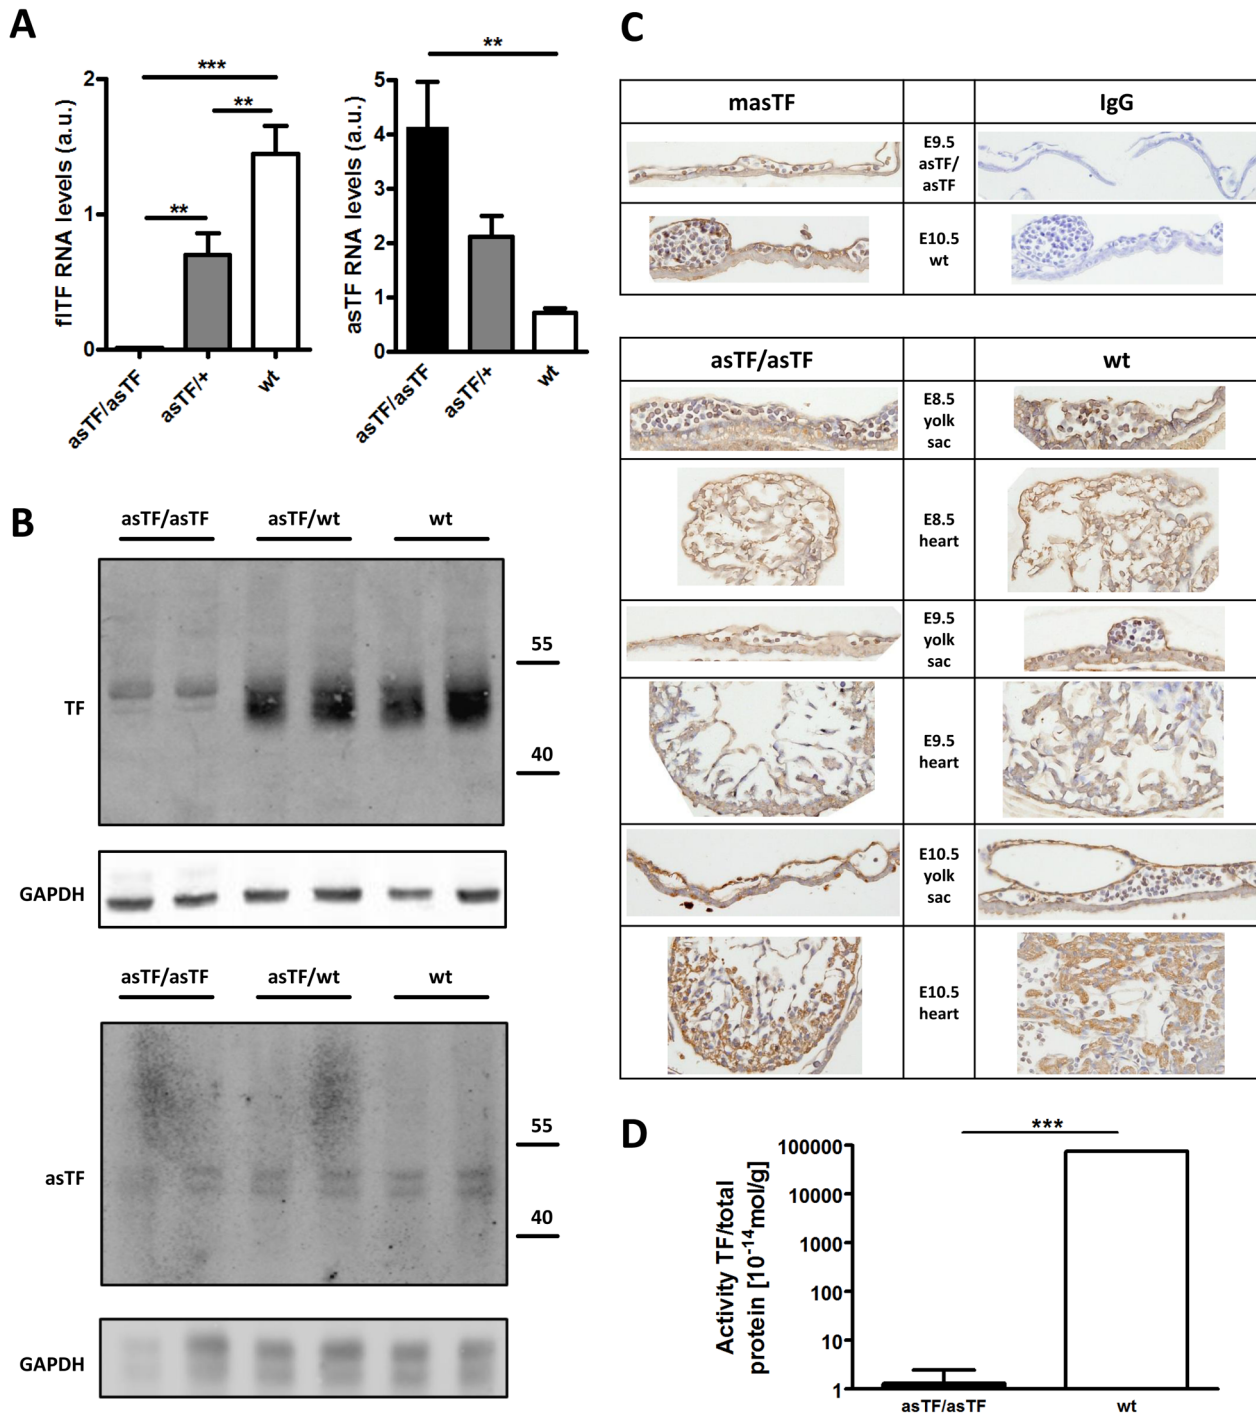 A
***
**
**
2
1
0
flTF RNA levels (a.u.)
asTF/asTF
asTF/+
wt
**
5
4
3
2
1
0
asTF RNA levels (a.u.)
asTF/asTF
asTF/+
wt
B
asTF/asTF
asTF/wt
wt
55
TF
40
GAPDH
asTF/asTF
asTF/wt
wt
55
asTF
40
GAPDH
C
masTF
IgG
E9.5
asTF/
asTF
E10.5
wt
asTF/asTF
wt
E8.5
yolk
sac
E8.5
heart
E9.5
yolk
sac
E9.5
heart
E10.5
yolk
sac
E10.5
heart
D
***
100000
10000
1000
100
10
1
Activity TF/total
protein [10⁻¹⁴mol/g]
asTF/asTF
wt